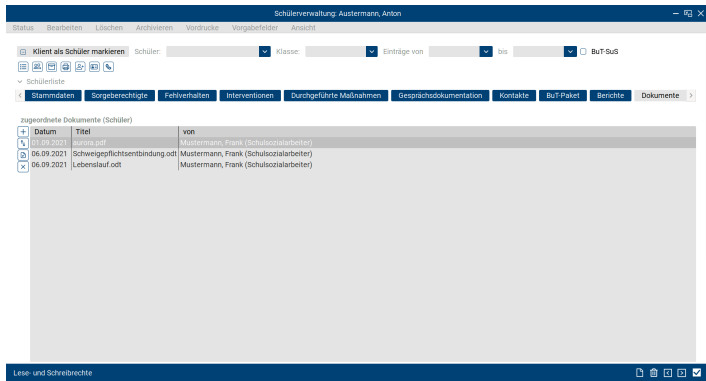 Schülerverwaltung: Austermann, Anton
Status Bearbeiten Löschen Archivieren Vordrucke Vorgabefelder Ansicht
Klient als Schüler markieren Schüler: Klasse: Einträge von bis BuT-SuS
Schülerliste
Stammdaten Sorgeberechtigte Fehlverhalten Interventionen Durchgeführte Maßnahmen Gesprächsdokumentation Kontakte BuT-Paket Berichte Dokumente
zugeordnete Dokumente (Schüler)
Datum Titel von
01.09.2021 aurora.pdf Mustermann, Frank (Schulsozialarbeiter)
06.09.2021 Schweigepflichtsentbindung.odt Mustermann, Frank (Schulsozialarbeiter)
06.09.2021 Lebenslauf.odt Mustermann, Frank (Schulsozialarbeiter)
Lese- und Schreibrechte